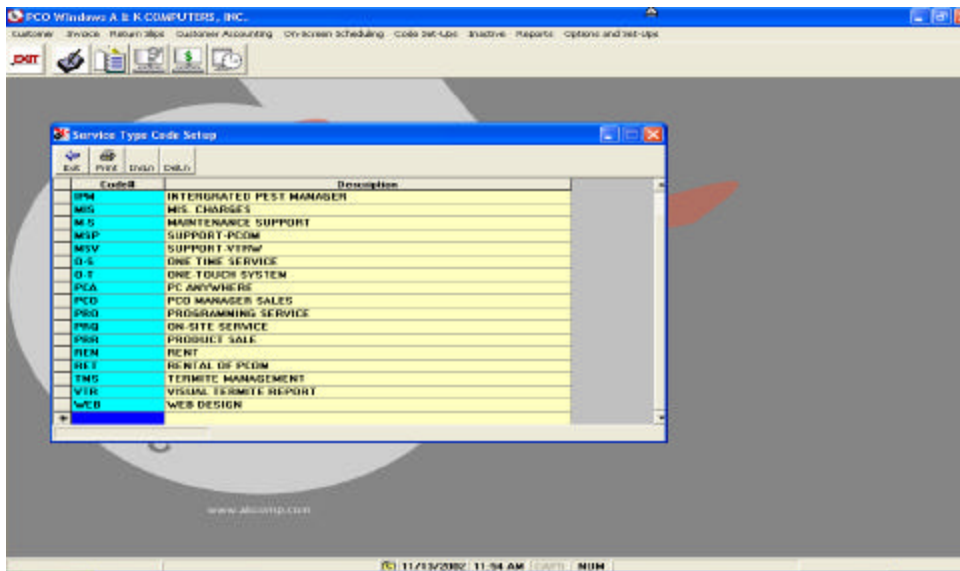 PCO Windows A & K COMPUTERS, INC.
Customer Invoice Return Slips Customer Accounting On-Screen Scheduling Code Set-Ups Inactive Reports Options and Set-Ups
EXIT
Service Type Code Setup
Exit Print InsLn DelLn
Code# Description
IPM INTERGRATED PEST MANAGER
MIS MIS. CHARGES
M-S MAINTENANCE SUPPORT
MSP SUPPORT-PCOM
MSV SUPPORT-VTRW
O-S ONE TIME SERVICE
O-T ONE-TOUCH SYSTEM
PCA PC ANYWHERE
PCO PCO MANAGER SALES
PRO PROGRAMMING SERVICE
ON-SITE SERVICE
PRR PRODUCT SALE
REN RENT
RET RENTAL OF PCOM
TMS TERMITE MANAGEMENT
VTR VISUAL TERMITE REPORT
WEB WEB DESIGN
www.akcomp.com
11/13/2002 11:54 AM CAPS NUM